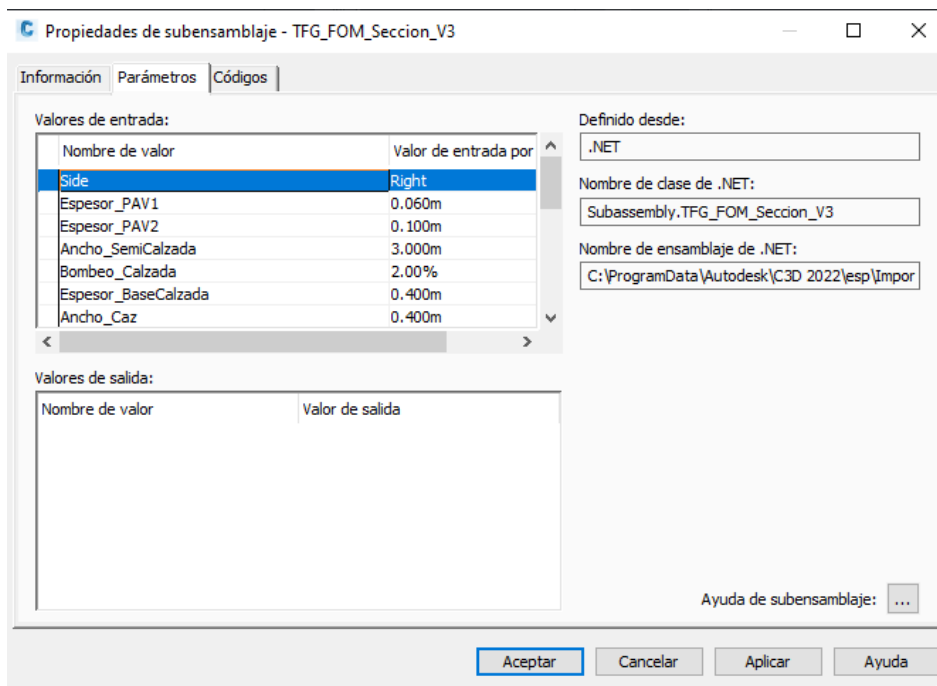 Propiedades de subensamblaje - TFG_FOM_Seccion_V3
Información Parámetros Códigos
Valores de entrada:
Nombre de valor Valor de entrada por
Side Right
Espesor_PAV1 0.060m
Espesor_PAV2 0.100m
Ancho_SemiCalzada 3.000m
Bombeo_Calzada 2.00%
Espesor_BaseCalzada 0.400m
Ancho_Caz 0.400m
Definido desde:
.NET
Nombre de clase de .NET:
Subassembly.TFG_FOM_Seccion_V3
Nombre de ensamblaje de .NET:
C:\ProgramData\Autodesk\C3D 2022\esp\Impor
Valores de salida:
Nombre de valor Valor de salida
Ayuda de subensamblaje: ...
Aceptar Cancelar Aplicar Ayuda